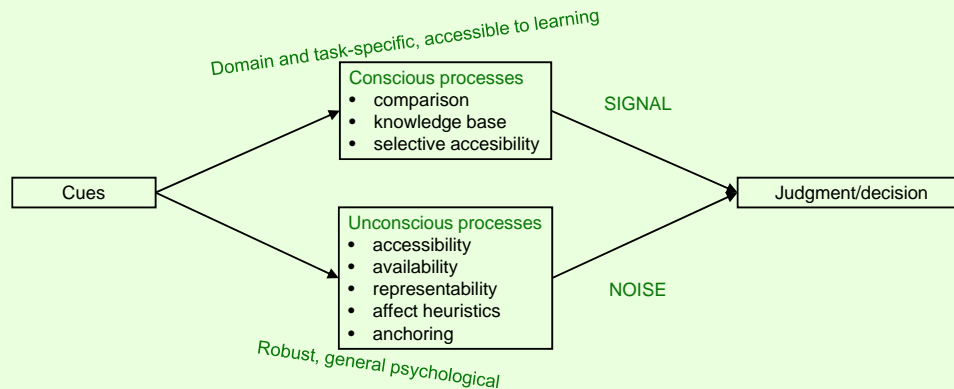 Domain and task-specific, accessible to learning
Conscious processes
• comparison
• knowledge base
• selective accesibility
SIGNAL
Cues
Judgment/decision
Unconscious processes
• accessibility
• availability
• representability
• affect heuristics
• anchoring
NOISE
Robust, general psychological